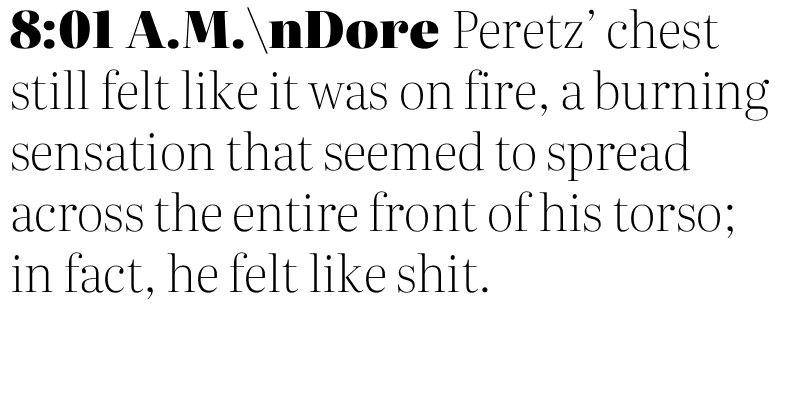 8:01 A.M.\nDore Peretz’ chest
still felt like it was on fire, a burning
sensation that seemed to spread
across the entire front of his torso;
in fact, he felt like shit.